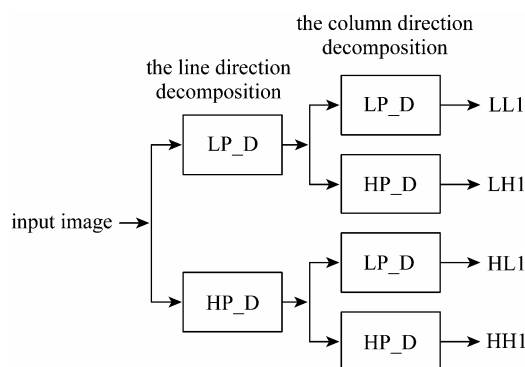 the column direction
decomposition
the line direction
decomposition
LP_D
LL1
LP_D
HP_D
LH1
input image
LP_D
HL1
HP_D
HP_D
HH1